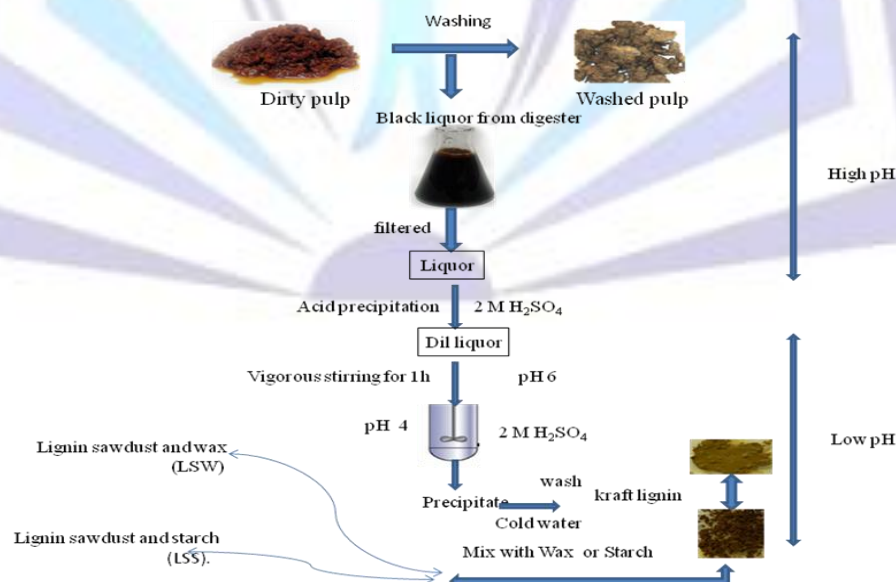 Washing
Dirty pulp
Washed pulp
Black liquor from digester
High pH
filtered
Liquor
Acid precipitation
2 M H₂SO₄
Dil liquor
Vigorous stirring for 1h
pH 6
pH 4
2 M H₂SO₄
Low pH
Lignin sawdust and wax
(LSW)
wash
kraft lignin
Precipitate
Cold water
Lignin sawdust and starch
(LSS).
Mix with Wax or Starch